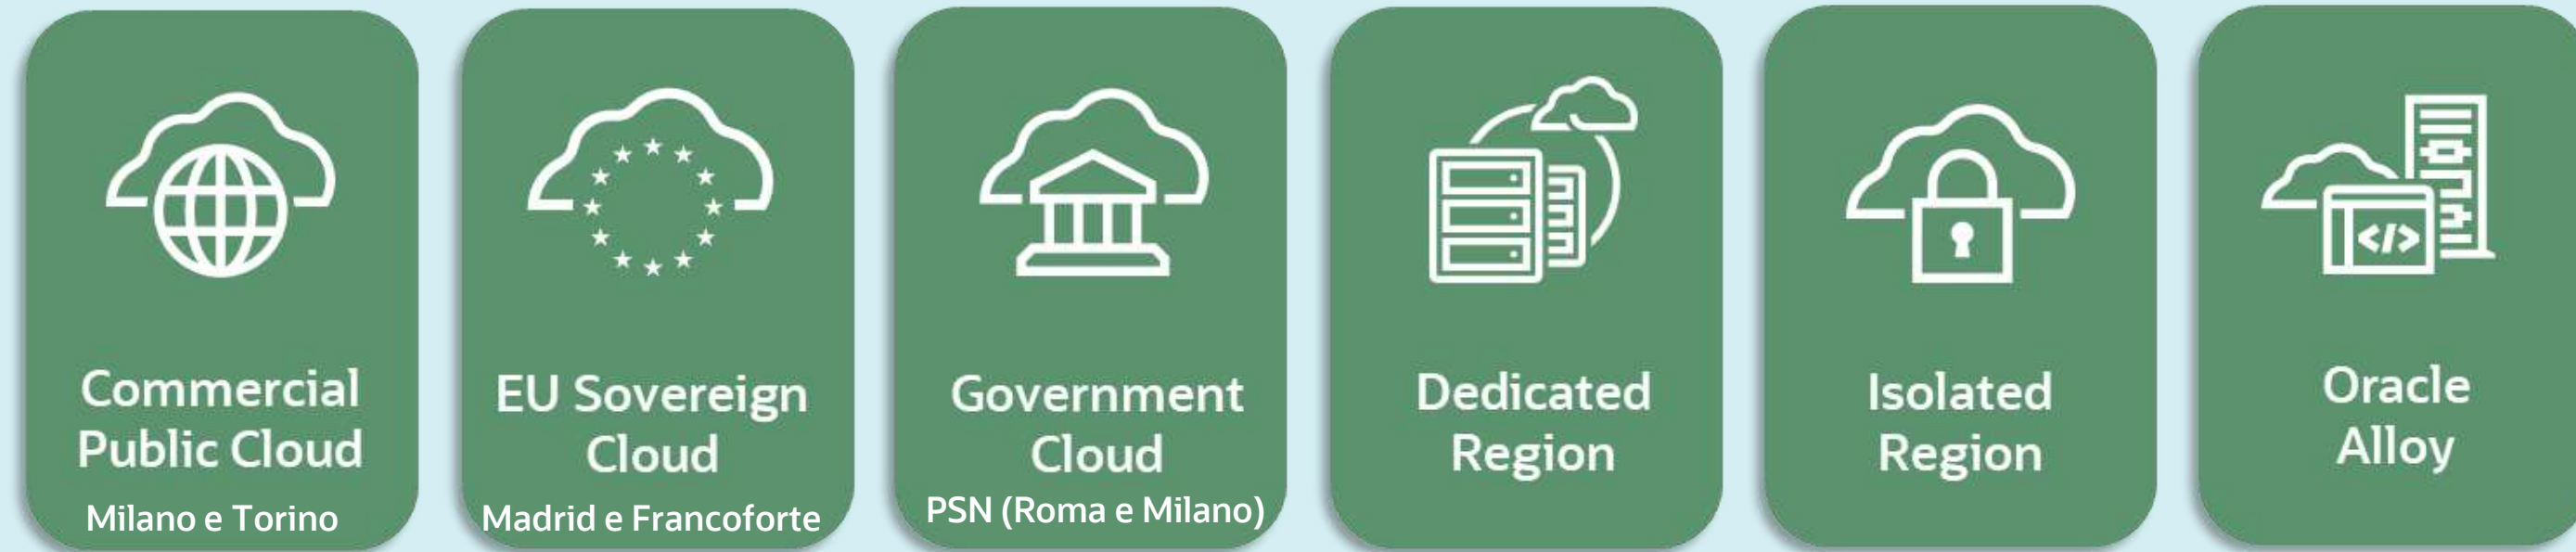 Commercial
Public Cloud
Milano e Torino
EU Sovereign
Cloud
Madrid e Francoforte
Government
Cloud
PSN (Roma e Milano)
Dedicated
Region
Isolated
Region
Oracle
Alloy